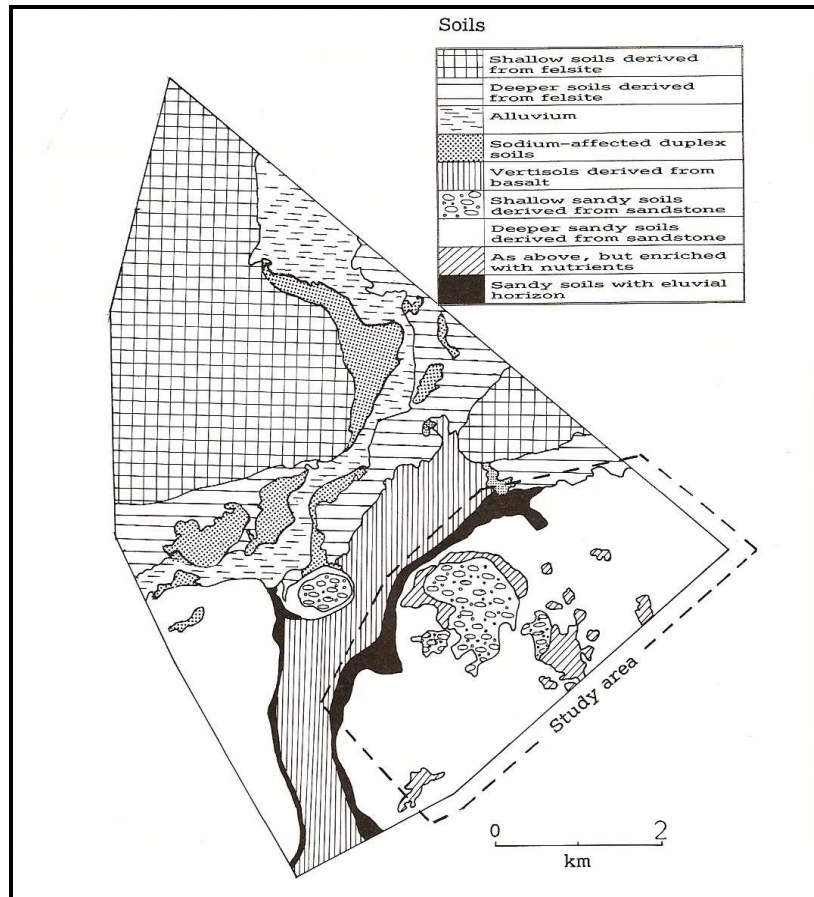 Soils
Shallow soils derived
from felsite
Deeper soils derived
from felsite
Alluvium
Sodium-affected duplex
soils
Vertisols derived from
basalt
Shallow sandy soils
derived from sandstone
Deeper sandy soils
derived from sandstone
As above, but enriched
with nutrients
Sandy soils with eluvial
horizon
Study area
0 2
km